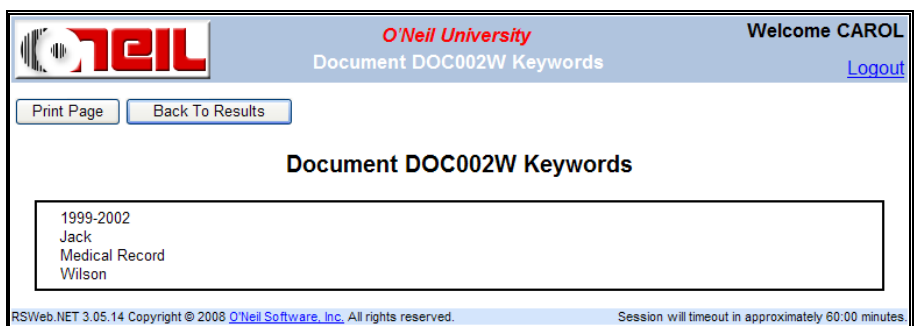 O'NEIL
O'Neil University
Welcome CAROL
Document DOC002W Keywords
Logout
Print Page
Back To Results
Document DOC002W Keywords
1999-2002
Jack
Medical Record
Wilson
RSWeb.NET 3.05.14 Copyright © 2008 O'Neil Software, Inc. All rights reserved.
Session will timeout in approximately 60:00 minutes.